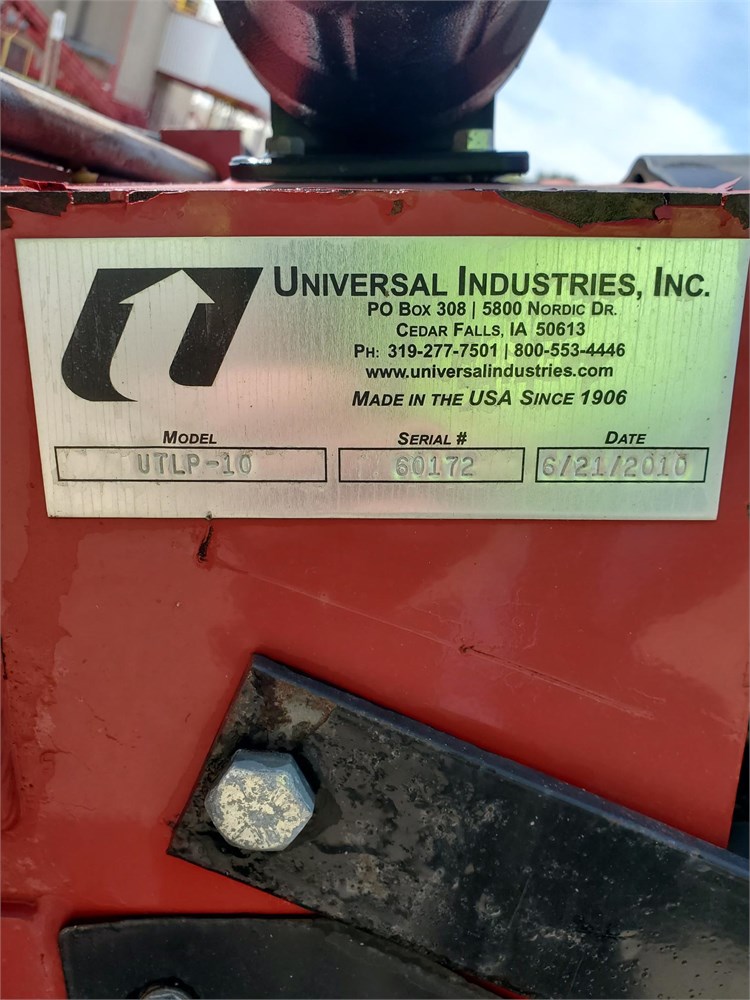 UNIVERSAL INDUSTRIES, INC.
PO BOX 308 | 5800 NORDIC DR.
CEDAR FALLS, IA 50613
PH: 319-277-7501 | 800-553-4446
www.universalindustries.com
MADE IN THE USA SINCE 1906
MODEL SERIAL # DATE
UTLP-10 60172 6/21/2010